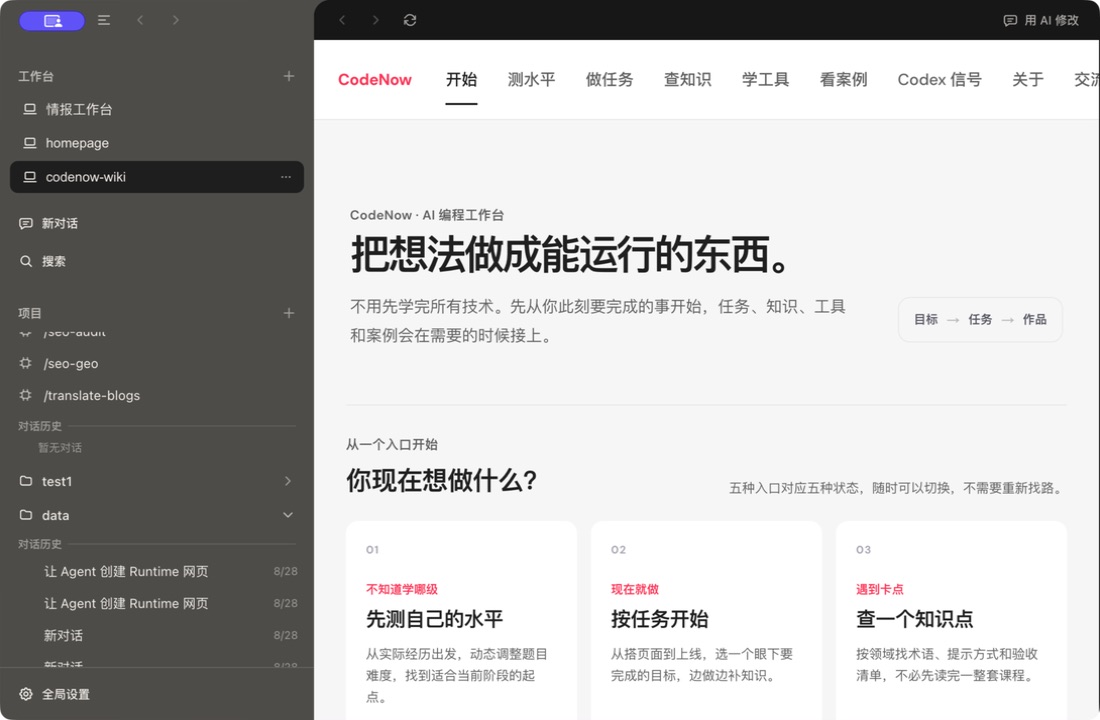 用 AI 修改
工作台
情报工作台
homepage
codenow-wiki
新对话
搜索
项目
/seo-audit
/seo-geo
/translate-blogs
对话历史
暂无对话
test1
data
对话历史
让 Agent 创建 Runtime 网页 8/28
让 Agent 创建 Runtime 网页 8/28
新对话 8/28
新对话 8/28
全局设置
CodeNow 开始 测水平 做任务 查知识 学工具 看案例 Codex 信号 关于 交流
CodeNow · AI 编程工作台
把想法做成能运行的东西。
不用先学完所有技术。先从你此刻要完成的事开始，任务、知识、工具
和案例会在需要的时候接上。
目标 → 任务 → 作品
从一个入口开始
你现在想做什么?
五种入口对应五种状态，随时可以切换，不需要重新找路。
01
不知道学哪级
先测自己的水平
从实际经历出发，动态调整题目
难度，找到适合当前阶段的起
点。
02
现在就做
按任务开始
从搭页面到上线，选一个眼下要
完成的目标，边做边补知识。
03
遇到卡点
查一个知识点
按领域找术语、提示方式和验收
清单，不必先读完一整套课程。